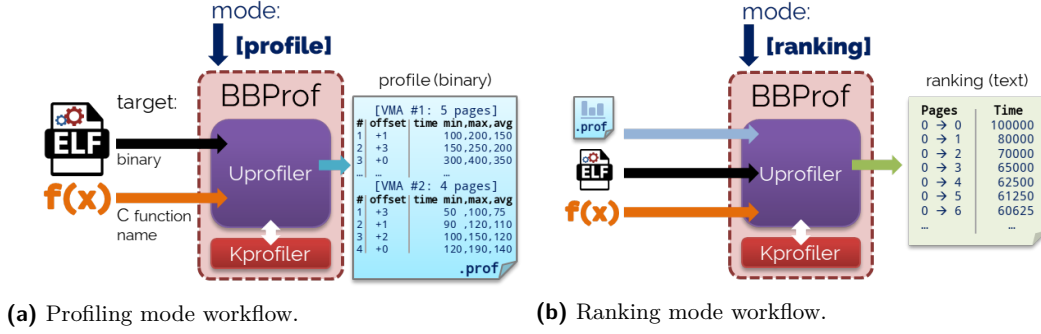 mode:
[profile]
target:
ELF
binary
f(x)
C function
name
BBProf
Uprofiler
Kprofiler
profile (binary)
[VMA #1: 5 pages]
# offset time min,max,avg
1 +1 100,200,150
2 +3 150,250,200
3 +0 300,400,350
… … …
[VMA #2: 4 pages]
# offset time min,max,avg
1 +3 50 ,100,75
2 +1 90 ,120,110
3 +2 100,150,120
4 +0 120,190,140
.prof
(a) Profiling mode workflow.
mode:
[ranking]
.prof
ELF
f(x)
BBProf
Uprofiler
Kprofiler
ranking (text)
Pages Time
0 → 0 100000
0 → 1 80000
0 → 2 70000
0 → 3 65000
0 → 4 62500
0 → 5 61250
0 → 6 60625
… …
(b) Ranking mode workflow.